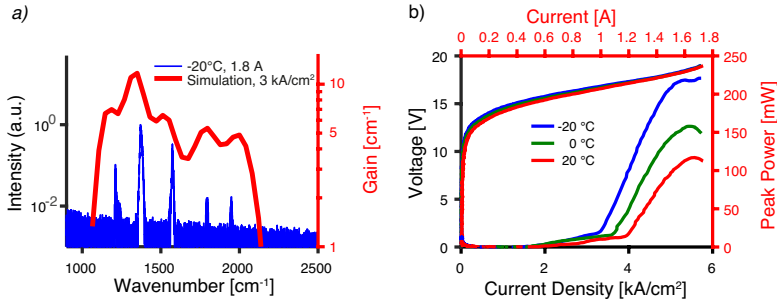 a)
-20°C, 1.8 A
Simulation, 3 kA/cm²
Intensity (a.u.)
10⁰
10⁻²
1000 1500 2000 2500
Wavenumber [cm⁻¹]
10
5
1
Gain [cm⁻¹]
b)
Current [A]
0 0.2 0.4 0.6 0.8 1 1.2 1.4 1.6 1.8
Voltage [V]
20
15
10
5
0
-20 °C
0 °C
20 °C
250
200
150
100
50
0
Peak Power [mW]
0 2 4 6
Current Density [kA/cm²]